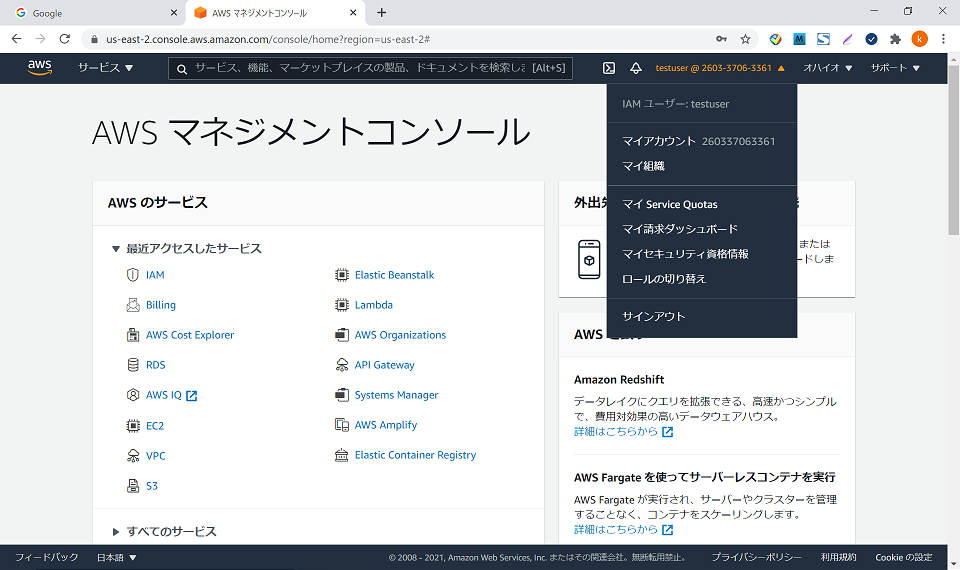 Google
AWS マネジメントコンソール
us-east-2.console.aws.amazon.com/console/home?region=us-east-2#
k
aws
サービス
サービス、機能、マーケットプレイスの製品、ドキュメントを検索しま
[Alt+S]
testuser @ 2603-3706-3361
オハイオ
サポート
IAM ユーザー: testuser
マイアカウント 260337063361
マイ組織
マイ Service Quotas
マイ請求ダッシュボード
マイセキュリティ資格情報
ロールの切り替え
サインアウト
AWS マネジメントコンソール
AWS のサービス
最近アクセスしたサービス
IAM
Billing
AWS Cost Explorer
RDS
AWS IQ
EC2
VPC
S3
Elastic Beanstalk
Lambda
AWS Organizations
API Gateway
Systems Manager
AWS Amplify
Elastic Container Registry
すべてのサービス
外出
または
ードしま
AWS
Amazon Redshift
データレイクにクエリを拡張できる、高速かつシンプル
で、費用対効果の高いデータウェアハウス。
詳細はこちらから
AWS Fargate を使ってサーバーレスコンテナを実行
AWS Fargate が実行され、サーバーやクラスターを管理
することなく、コンテナをスケーリングします。
詳細はこちらから
フィードバック
日本語
© 2008 - 2021, Amazon Web Services, Inc. またはその関連会社。無断転用禁止。
プライバシーポリシー
利用規約
Cookie の設定